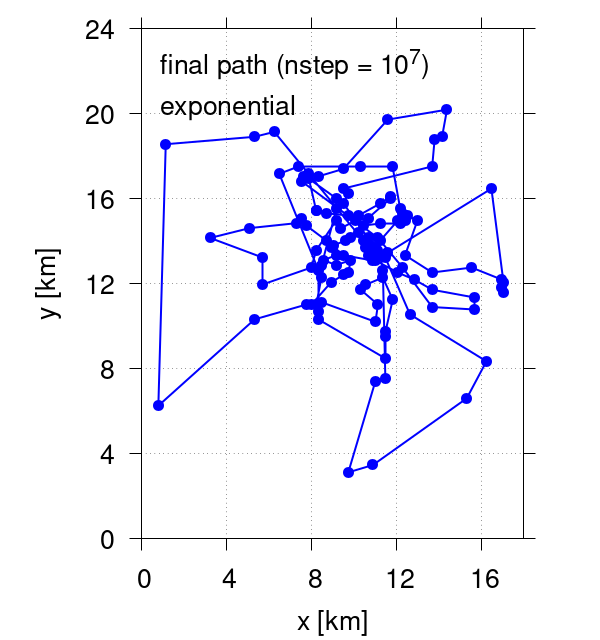 24
final path (nstep = 10⁷)
20
exponential
16
12
8
4
0
y [km]
0 4 8 12 16
x [km]